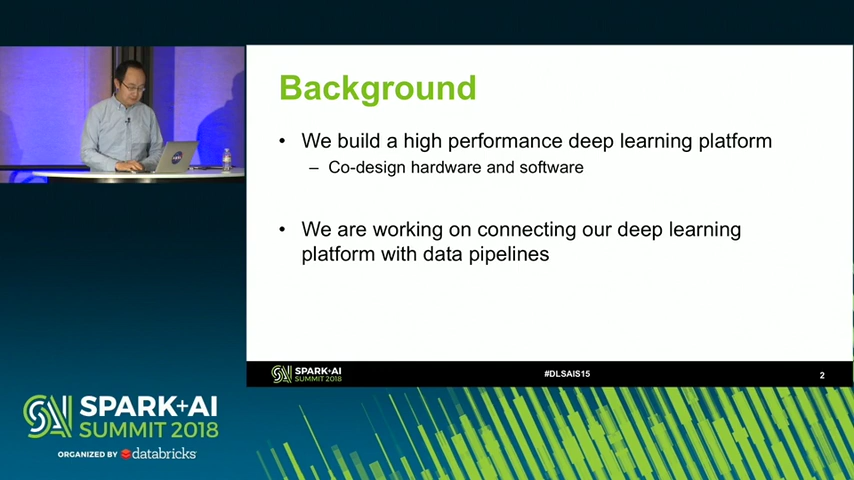 Background
• We build a high performance deep learning platform
– Co-design hardware and software
• We are working on connecting our deep learning
platform with data pipelines
SPARK+AI
SUMMIT 2018
#DLSAIS15
2
SPARK+AI
SUMMIT 2018
ORGANIZED BY databricks